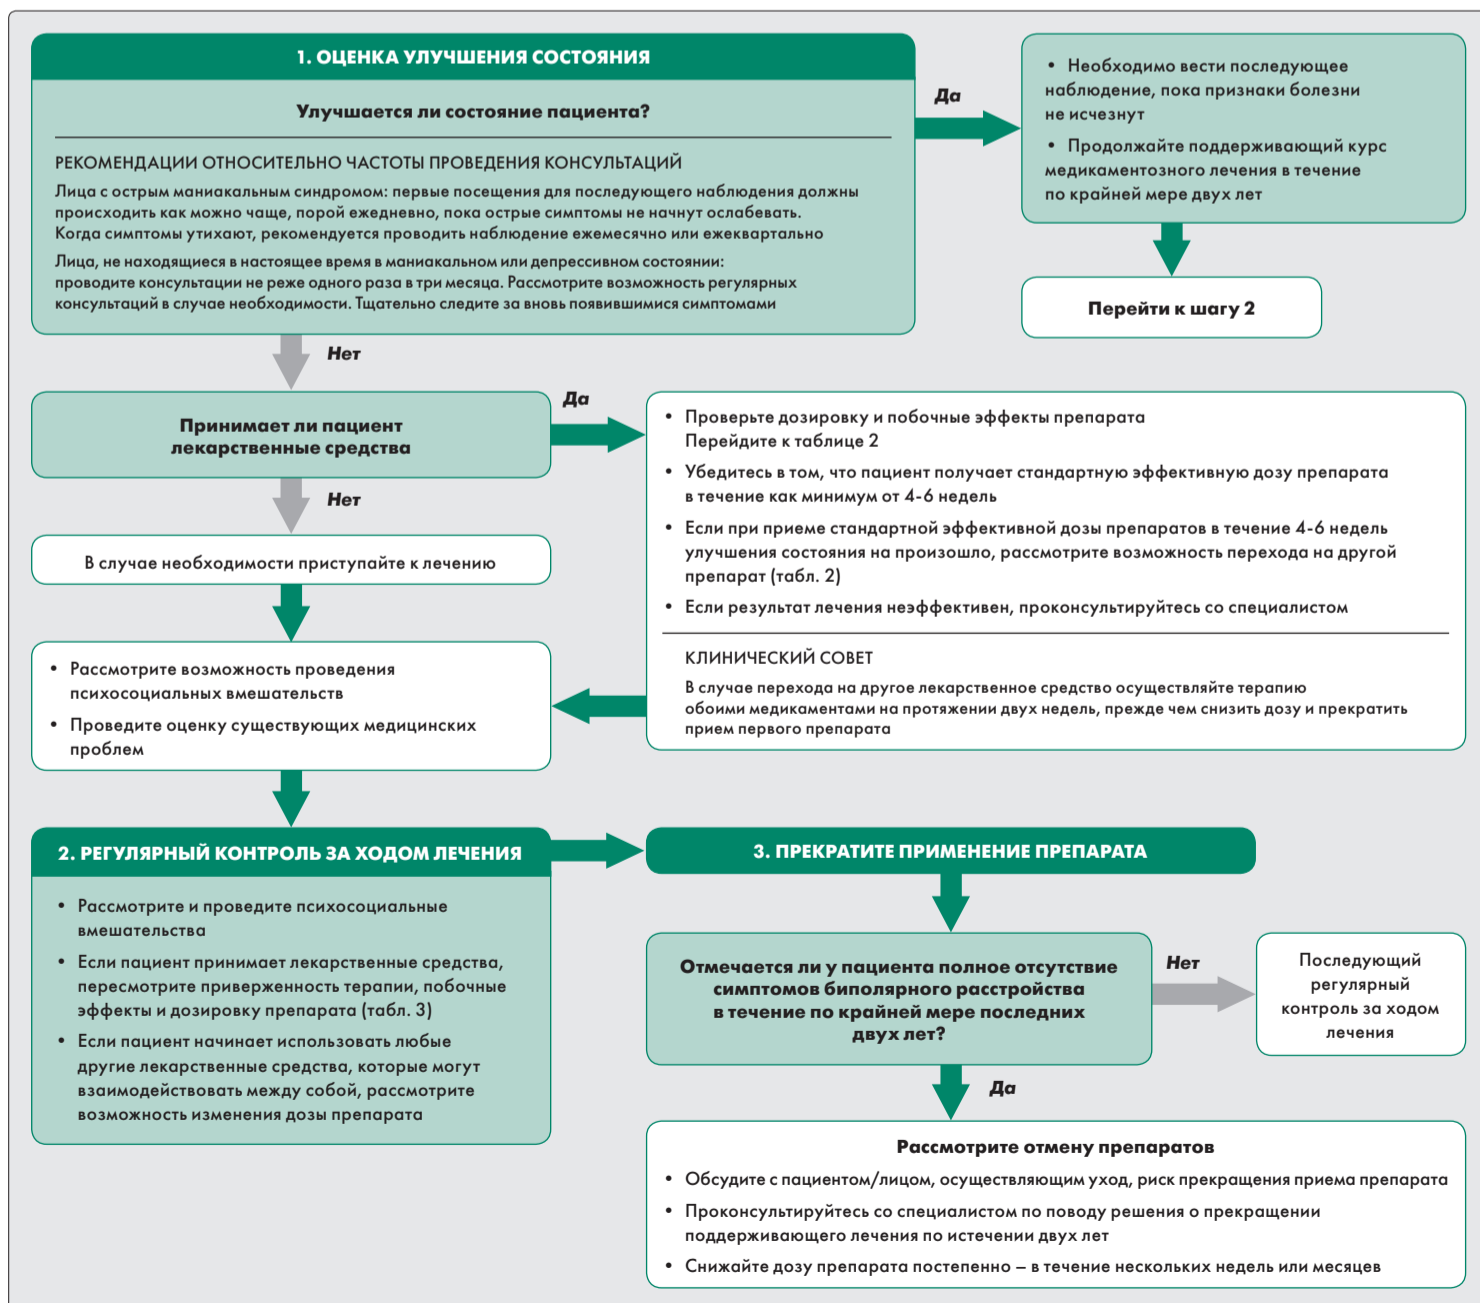 1. ОЦЕНКА УЛУЧШЕНИЯ СОСТОЯНИЯ
Улучшается ли состояние пациента?
РЕКОМЕНДАЦИИ ОТНОСИТЕЛЬНО ЧАСТОТЫ ПРОВЕДЕНИЯ КОНСУЛЬТАЦИЙ
Лица с острым маниакальным синдромом: первые посещения для последующего наблюдения должны
происходить как можно чаще, порой ежедневно, пока острые симптомы не начнут ослабевать.
Когда симптомы утихают, рекомендуется проводить наблюдение ежемесячно или ежеквартально
Лица, не находящиеся в настоящее время в маниакальном или депрессивном состоянии:
проводите консультации не реже одного раза в три месяца. Рассмотрите возможность регулярных
консультаций в случае необходимости. Тщательно следите за вновь появившимися симптомами
Да
• Необходимо вести последующее
наблюдение, пока признаки болезни
не исчезнут
• Продолжайте поддерживающий курс
медикаментозного лечения в течение
по крайней мере двух лет
Перейти к шагу 2
Нет
Принимает ли пациент
лекарственные средства
Да
• Проверьте дозировку и побочные эффекты препарата
Перейдите к таблице 2
• Убедитесь в том, что пациент получает стандартную эффективную дозу препарата
в течение как минимум от 4-6 недель
• Если при приеме стандартной эффективной дозы препаратов в течение 4-6 недель
улучшения состояния на произошло, рассмотрите возможность перехода на другой
препарат (табл. 2)
• Если результат лечения неэффективен, проконсультируйтесь со специалистом
КЛИНИЧЕСКИЙ СОВЕТ
В случае перехода на другое лекарственное средство осуществляйте терапию
обоими медикаментами на протяжении двух недель, прежде чем снизить дозу и прекратить
прием первого препарата
Нет
В случае необходимости приступайте к лечению
• Рассмотрите возможность проведения
психосоциальных вмешательств
• Проведите оценку существующих медицинских
проблем
2. РЕГУЛЯРНЫЙ КОНТРОЛЬ ЗА ХОДОМ ЛЕЧЕНИЯ
• Рассмотрите и проведите психосоциальные
вмешательства
• Если пациент принимает лекарственные средства,
пересмотрите приверженность терапии, побочные
эффекты и дозировку препарата (табл. 3)
• Если пациент начинает использовать любые
другие лекарственные средства, которые могут
взаимодействовать между собой, рассмотрите
возможность изменения дозы препарата
3. ПРЕКРАТИТЕ ПРИМЕНЕНИЕ ПРЕПАРАТА
Отмечается ли у пациента полное отсутствие
симптомов биполярного расстройства
в течение по крайней мере последних
двух лет?
Нет
Последующий
регулярный
контроль за ходом
лечения
Да
Рассмотрите отмену препаратов
• Обсудите с пациентом/лицом, осуществляющим уход, риск прекращения приема препарата
• Проконсультируйтесь со специалистом по поводу решения о прекращении
поддерживающего лечения по истечении двух лет
• Снижайте дозу препарата постепенно – в течение нескольких недель или месяцев